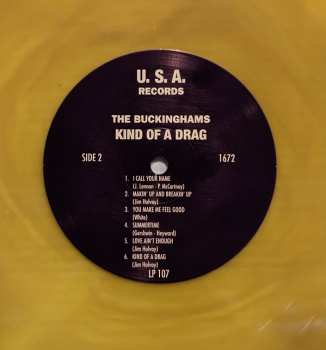 U. S. A.
RECORDS
THE BUCKINGHAMS
KIND OF A DRAG
SIDE 2 1672
1. I CALL YOUR NAME
(J. Lennon - P. McCartney)
2. MAKIN' UP AND BREAKIN' UP
(Jim Holvay)
3. YOU MAKE ME FEEL GOOD
(White)
4. SUMMERTIME
(Gershwin - Heyward)
5. LOVE AIN'T ENOUGH
(Jim Holvay)
6. KIND OF A DRAG
(Jim Holvay)
LP 107